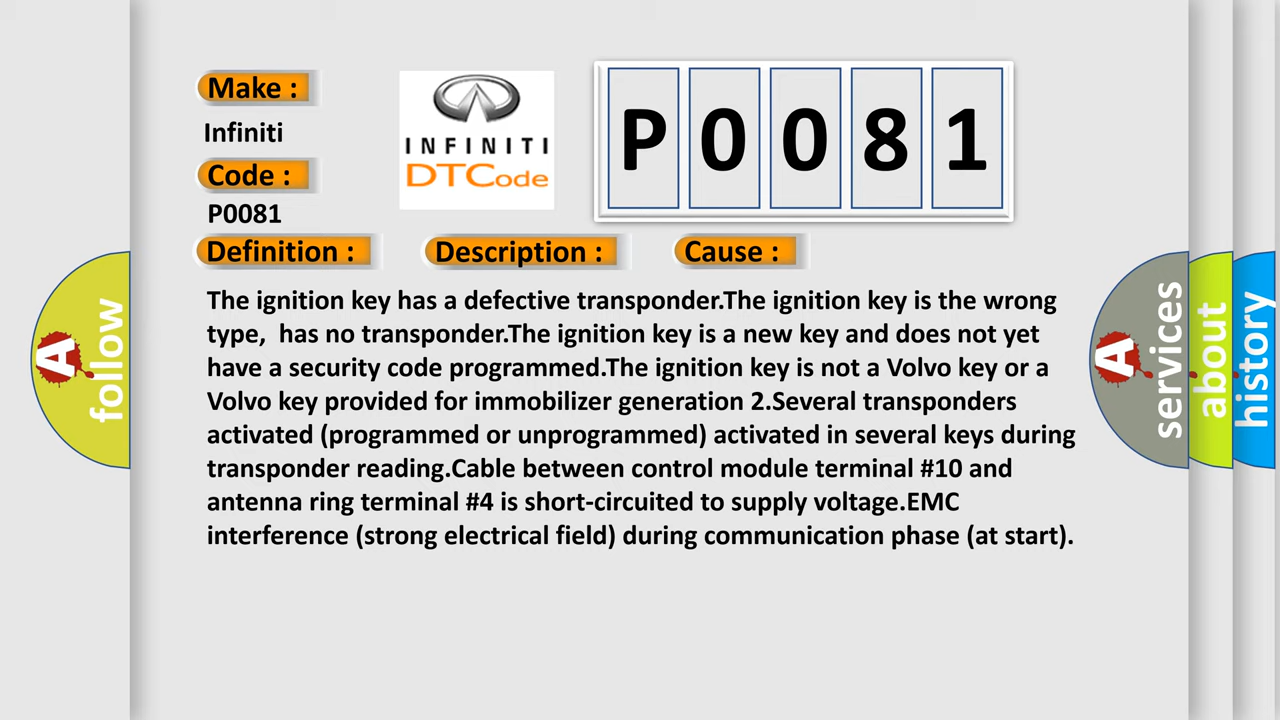 Make :
Infiniti
Code :
P0081
INFINITI
DTCode
P0081
Definition :
Description :
Cause :
The ignition key has a defective transponder.The ignition key is the wrong
type,  has no transponder.The ignition key is a new key and does not yet
have a security code programmed.The ignition key is not a Volvo key or a
Volvo key provided for immobilizer generation 2.Several transponders
activated (programmed or unprogrammed) activated in several keys during
transponder reading.Cable between control module terminal #10 and
antenna ring terminal #4 is short-circuited to supply voltage.EMC
interference (strong electrical field) during communication phase (at start).
A follow
A services
about
history